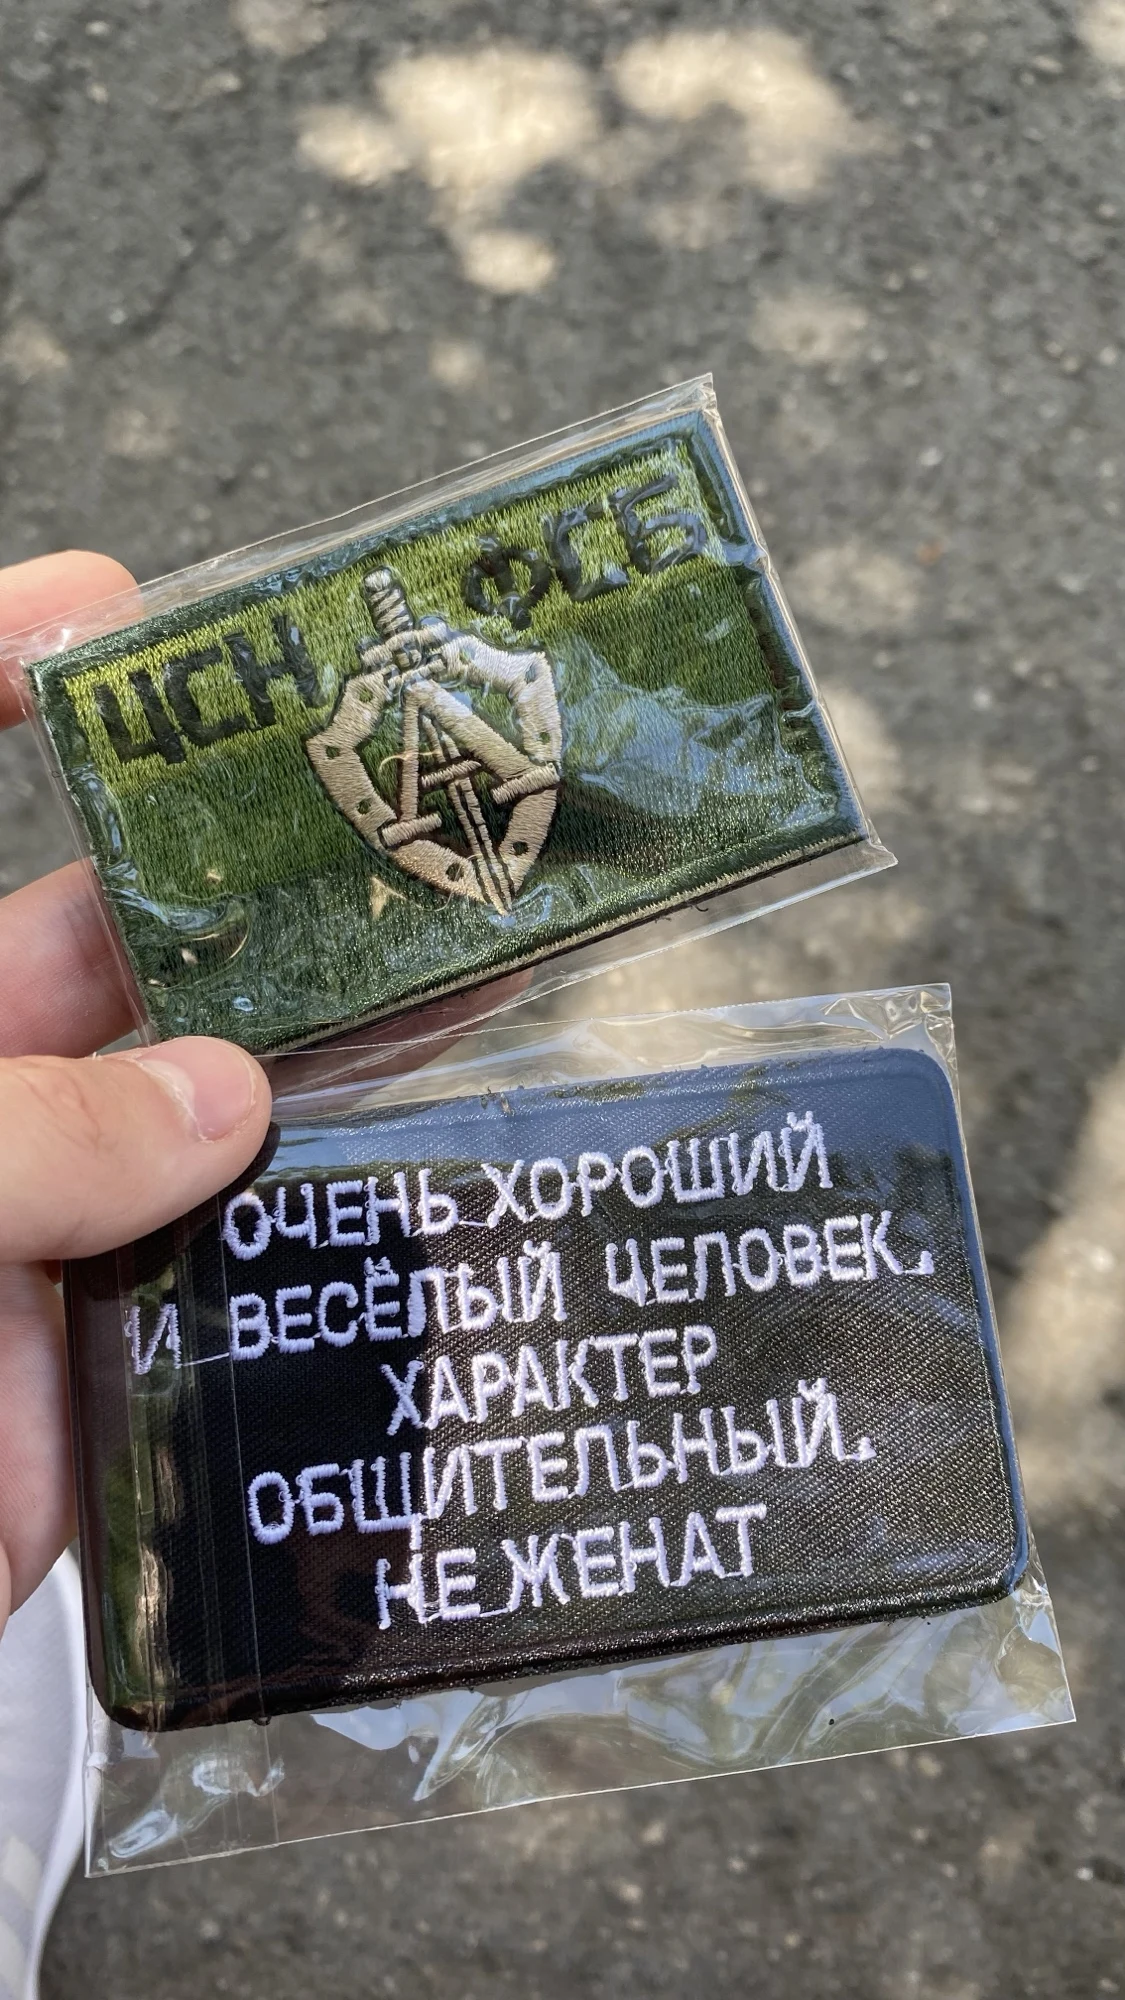 ЦСН ФСБ
А
ОЧЕНЬ ХОРОШИЙ
И ВЕСЁЛЫЙ ЧЕЛОВЕК.
ХАРАКТЕР
ОБЩИТЕЛЬНЫЙ.
НЕ ЖЕНАТ